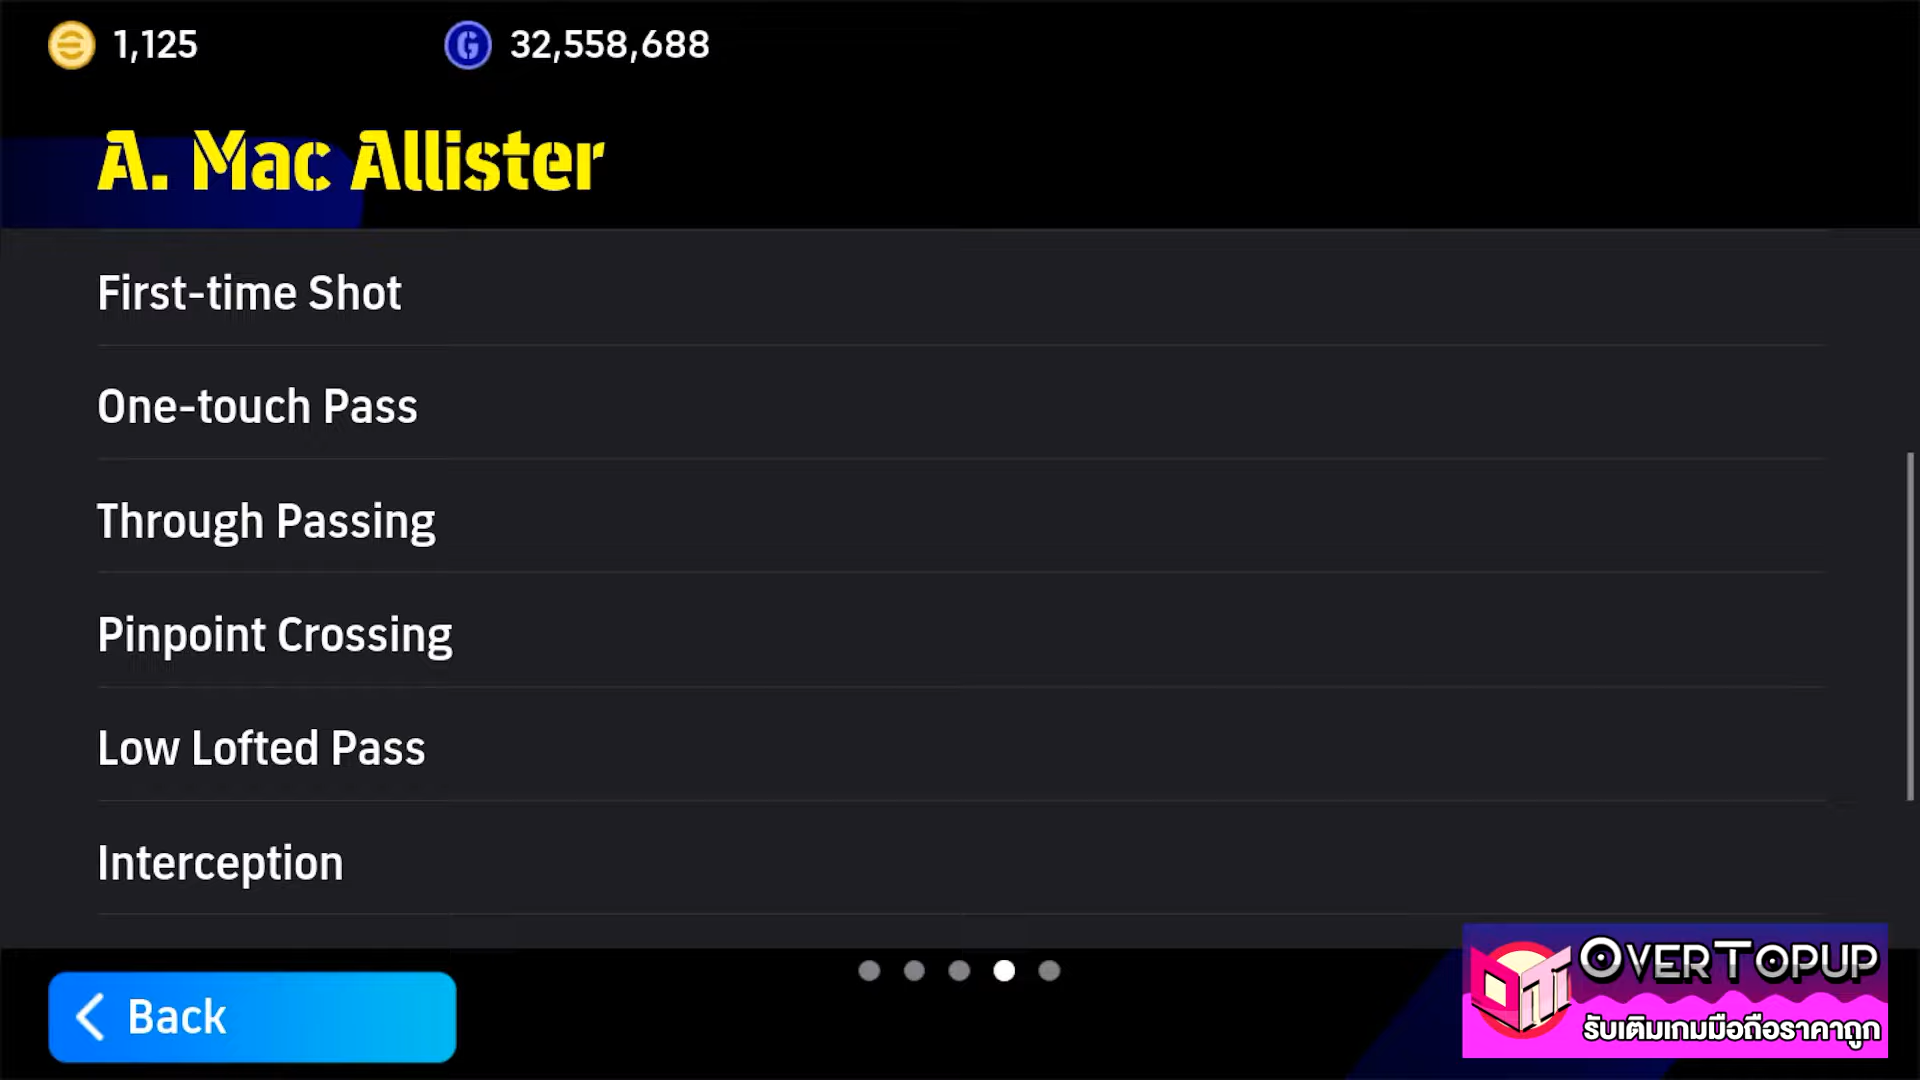 1,125
32,558,688
A. Mac Allister
First-time Shot
One-touch Pass
Through Passing
Pinpoint Crossing
Low Lofted Pass
Interception
Back
OVERTOPUP
รับเติมเกมมือถือราคาถูก